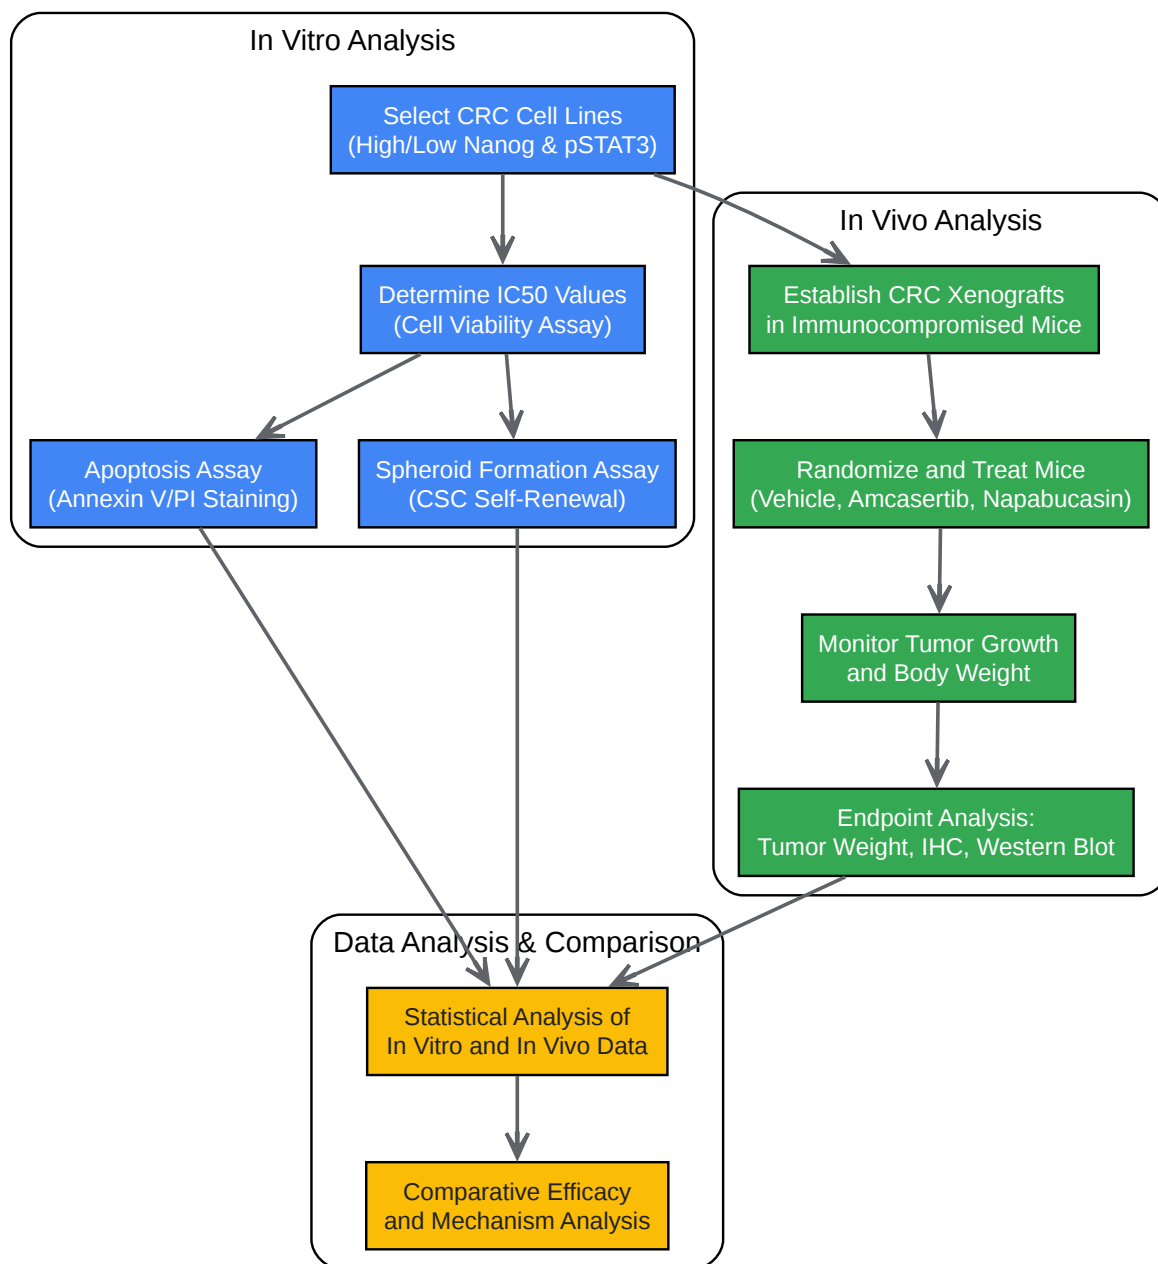 In Vitro Analysis
Select CRC Cell Lines
(High/Low Nanog & pSTAT3)
Determine IC50 Values
(Cell Viability Assay)
Apoptosis Assay
(Annexin V/PI Staining)
Spheroid Formation Assay
(CSC Self-Renewal)
In Vivo Analysis
Establish CRC Xenografts
in Immunocompromised Mice
Randomize and Treat Mice
(Vehicle, Amcasertib, Napabucasin)
Monitor Tumor Growth
and Body Weight
Endpoint Analysis:
Tumor Weight, IHC, Western Blot
Data Analysis & Comparison
Statistical Analysis of
In Vitro and In Vivo Data
Comparative Efficacy
and Mechanism Analysis